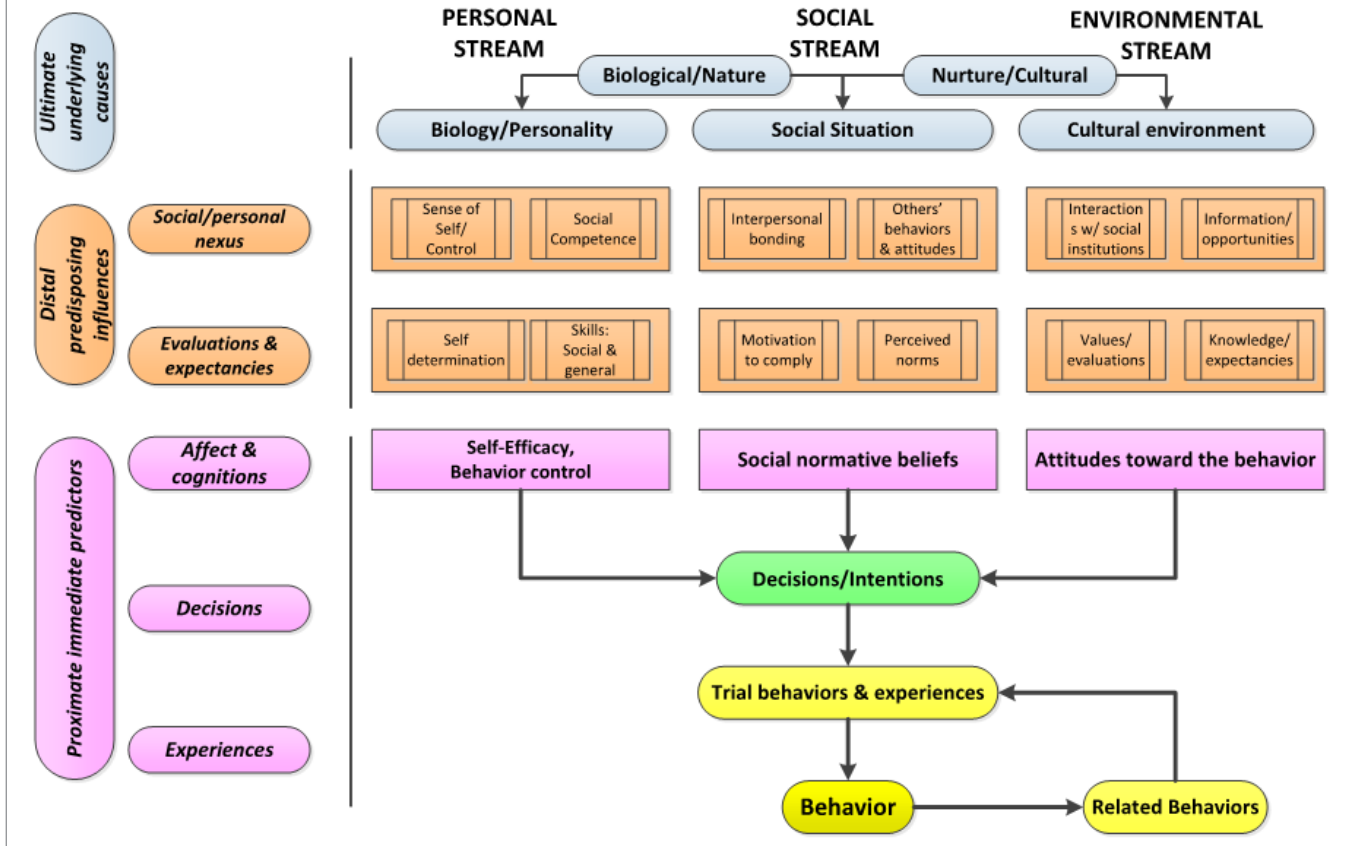 PERSONAL
STREAM
SOCIAL
STREAM
ENVIRONMENTAL
STREAM
Ultimate
underlying
causes
Biological/Nature
Nurture/Cultural
Biology/Personality
Social Situation
Cultural environment
Distal
predisposing
influences
Social/personal
nexus
Sense of
Self/
Control
Social
Competence
Interpersonal
bonding
Others'
behaviors
& attitudes
Interaction
s w/ social
institutions
Information/
opportunities
Evaluations &
expectancies
Self
determination
Skills:
Social &
general
Motivation
to comply
Perceived
norms
Values/
evaluations
Knowledge/
expectancies
Proximate immediate predictors
Affect &
cognitions
Self-Efficacy,
Behavior control
Social normative beliefs
Attitudes toward the behavior
Decisions
Decisions/Intentions
Trial behaviors & experiences
Experiences
Behavior
Related Behaviors